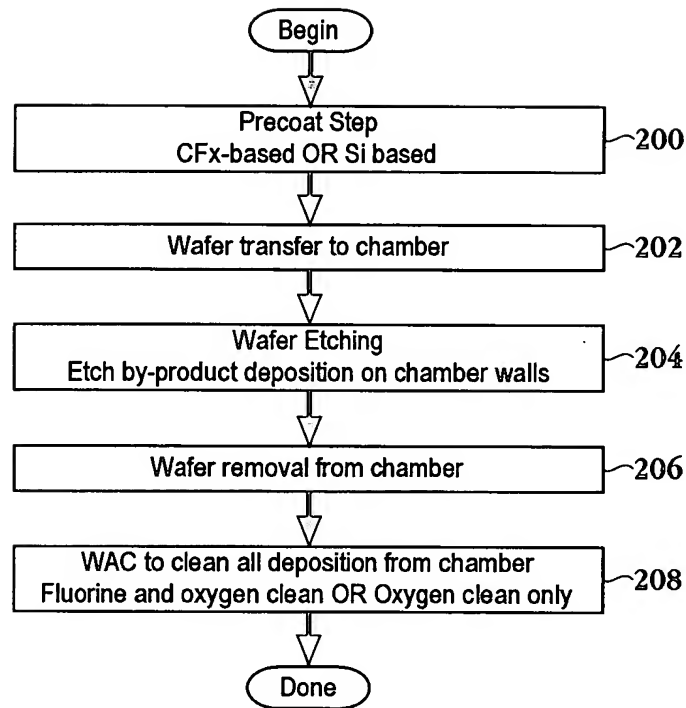 Begin
Precoat Step
CFx-based OR Si based
200
Wafer transfer to chamber
202
Wafer Etching
Etch by-product deposition on chamber walls
204
Wafer removal from chamber
206
WAC to clean all deposition from chamber
Fluorine and oxygen clean OR Oxygen clean only
208
Done